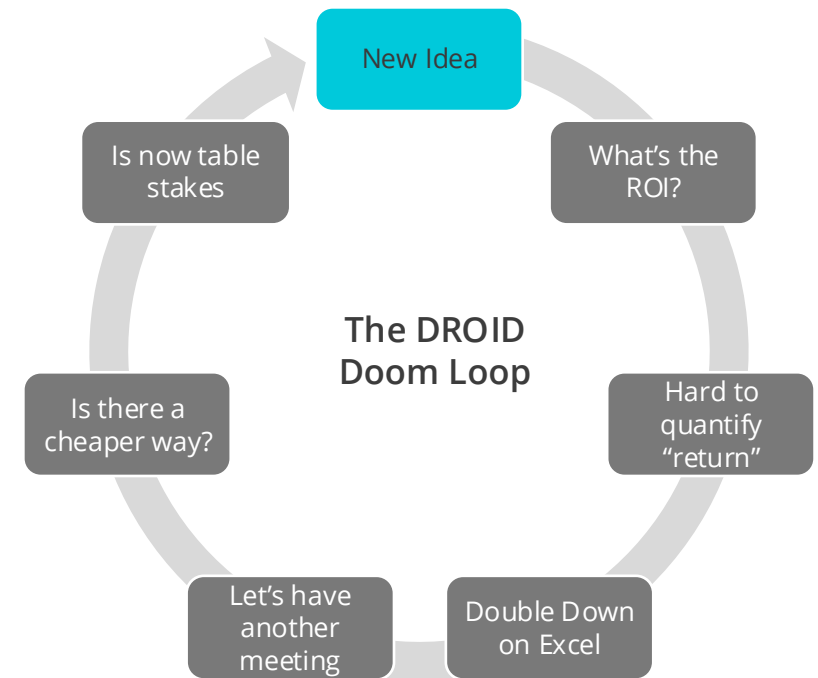 New Idea
What’s the
ROI?
Hard to
quantify
“return”
Double Down
on Excel
Let’s have
another
meeting
Is there a
cheaper way?
Is now table
stakes
The DROID
Doom Loop